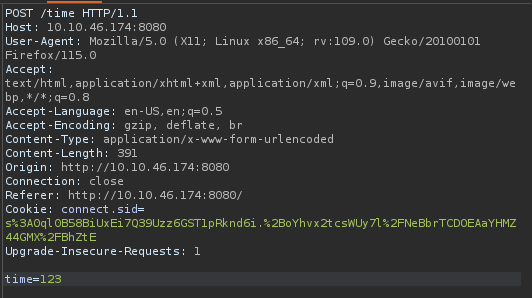 POST /time HTTP/1.1
Host: 10.10.46.174:8080
User-Agent: Mozilla/5.0 (X11; Linux x86_64; rv:109.0) Gecko/20100101
Firefox/115.0
Accept:
text/html,application/xhtml+xml,application/xml;q=0.9,image/avif,image/we
bp,*/*;q=0.8
Accept-Language: en-US,en;q=0.5
Accept-Encoding: gzip, deflate, br
Content-Type: application/x-www-form-urlencoded
Content-Length: 391
Origin: http://10.10.46.174:8080
Connection: close
Referer: http://10.10.46.174:8080/
Cookie: connect.sid=
s%3A0ql0B58BiUxEi7Q39Uzz6GST1pRknd6i.%2BoYhvx2tcsWUy7l%2FNeBbrTCDOEAaYHMZ
44GMX%2FBhZtE
Upgrade-Insecure-Requests: 1
time=123